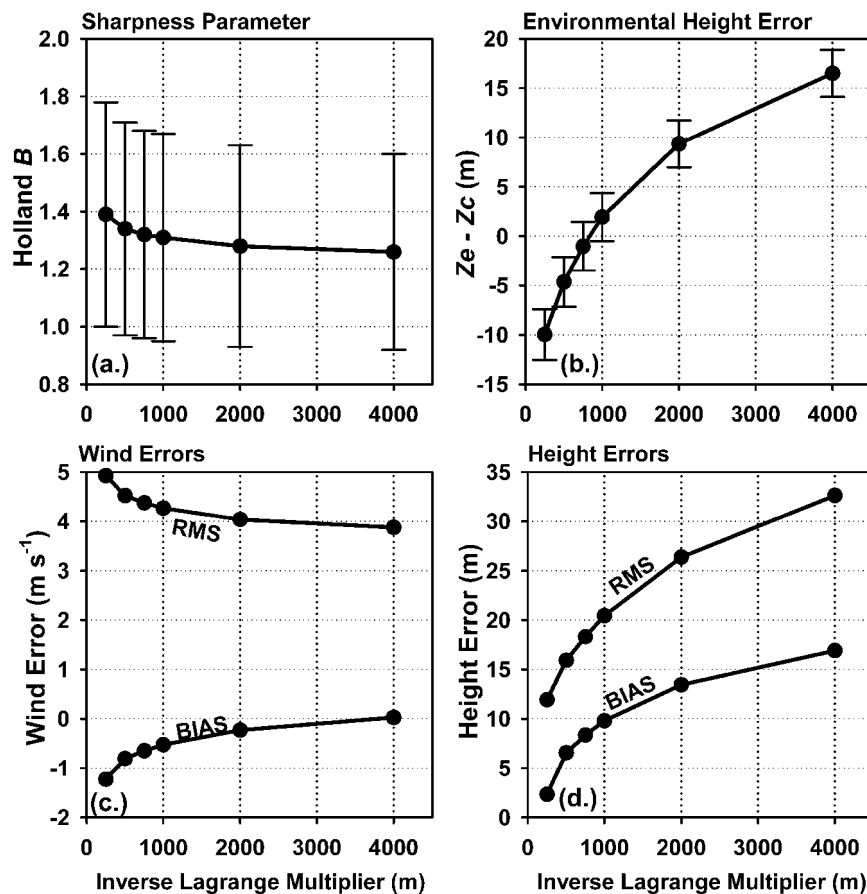 Sharpness Parameter
2.0
1.8
1.6
1.4
1.2
1.0
0.8
Holland B
(a.)
0 1000 2000 3000 4000
Environmental Height Error
20
15
10
5
0
-5
-10
-15
Ze - Zc (m)
(b.)
0 1000 2000 3000 4000
Wind Errors
5
4
3
2
1
0
-1
-2
Wind Error (m s-1)
RMS
BIAS
(c.)
0 1000 2000 3000 4000
Inverse Lagrange Multiplier (m)
Height Errors
35
30
25
20
15
10
5
0
Height Error (m)
RMS
BIAS
(d.)
0 1000 2000 3000 4000
Inverse Lagrange Multiplier (m)